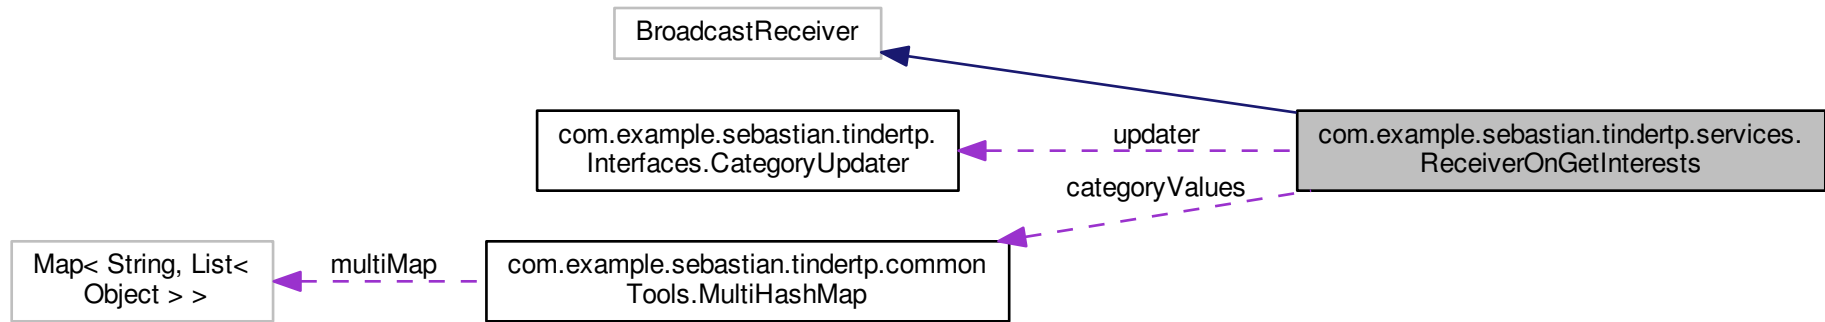 BroadcastReceiver
com.example.sebastian.tindertp.
Interfaces.CategoryUpdater
updater
com.example.sebastian.tindertp.services.
ReceiverOnGetInterests
categoryValues
Map< String, List<
Object > >
multiMap
com.example.sebastian.tindertp.common
Tools.MultiHashMap